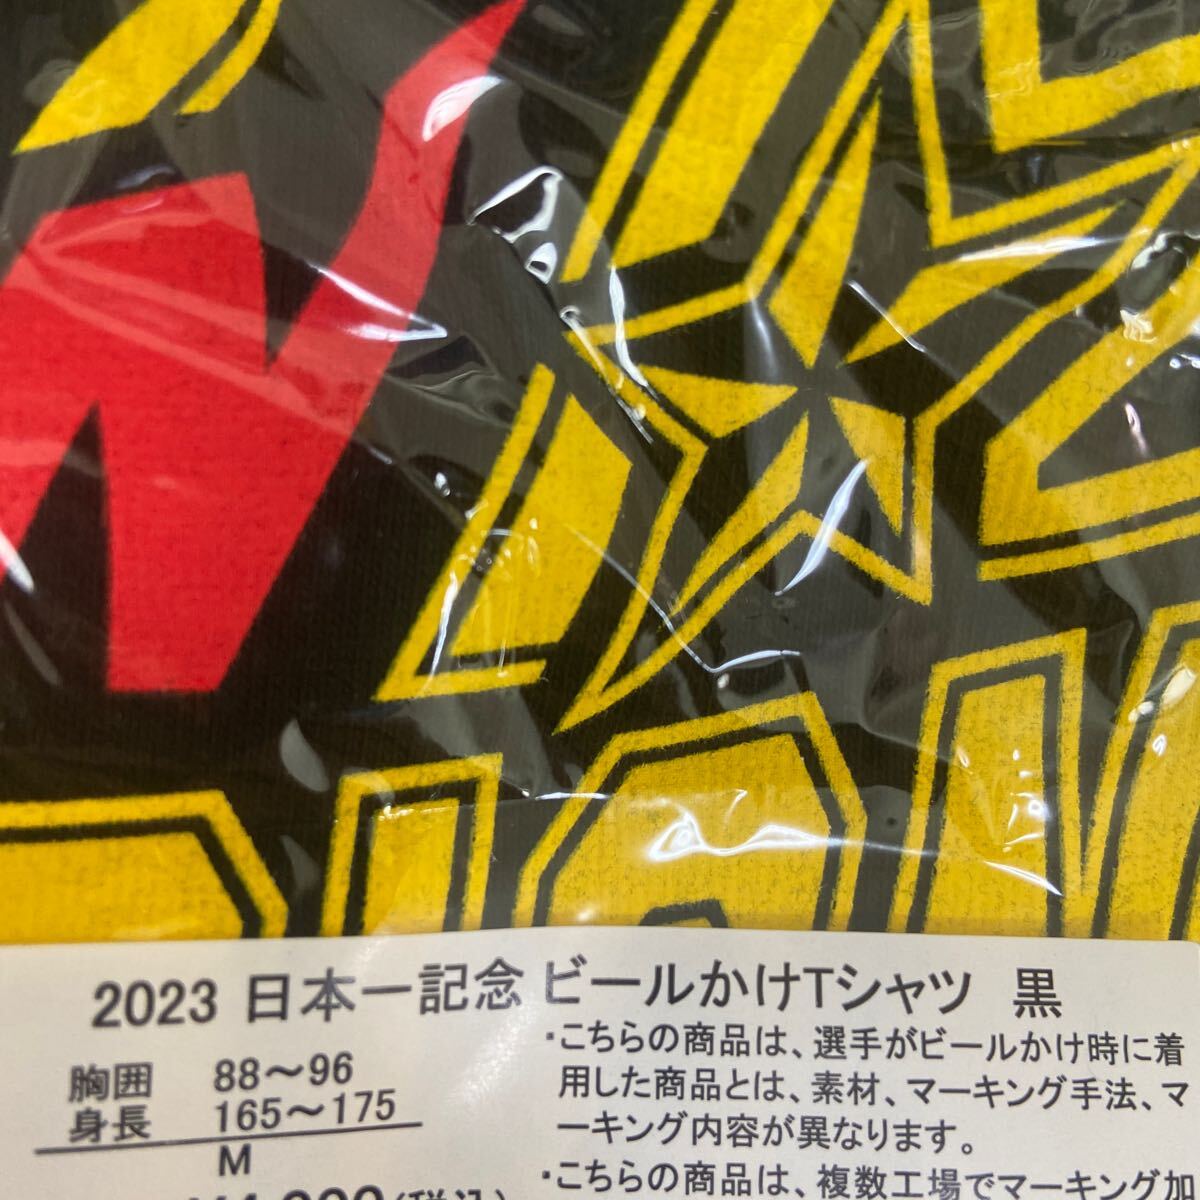 2023 日本一記念 ビールかけTシャツ 黒
胸囲 88～96
身長 165～175
M
(税込)
・こちらの商品は、選手がビールかけ時に着
用した商品とは、素材、マーキング手法、マ
ーキング内容が異なります。
・こちらの商品は、複数工場でマーキング加